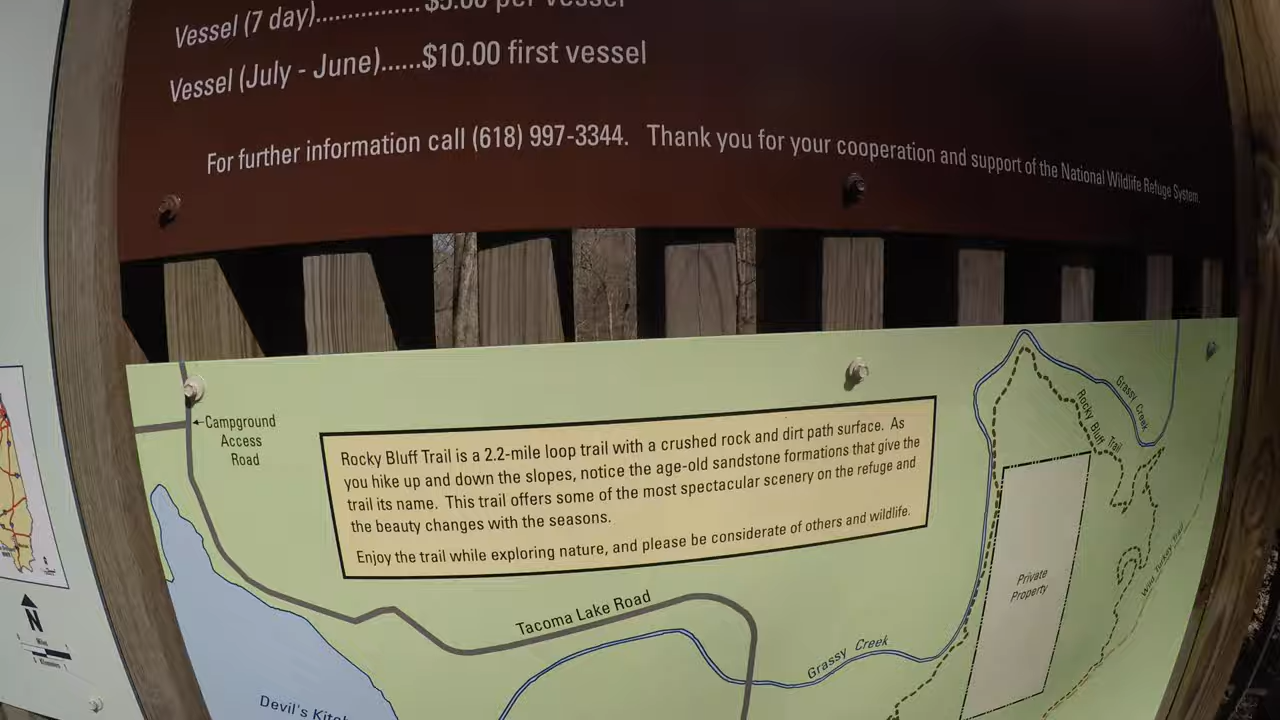 Vessel (7 day)............... $5.00 per vessel
Vessel (July - June)......$10.00 first vessel
For further information call (618) 997-3344. Thank you for your cooperation and support of the National Wildlife Refuge System.
Campground
Access
Road
Rocky Bluff Trail is a 2.2-mile loop trail with a crushed rock and dirt path surface. As
you hike up and down the slopes, notice the age-old sandstone formations that give the
trail its name. This trail offers some of the most spectacular scenery on the refuge and
the beauty changes with the seasons.
Enjoy the trail while exploring nature, and please be considerate of others and wildlife.
Grassy Creek
Rocky Bluff Trail
Private
Property
Wild Turkey Trail
Tacoma Lake Road
Grassy Creek
N
Devil's